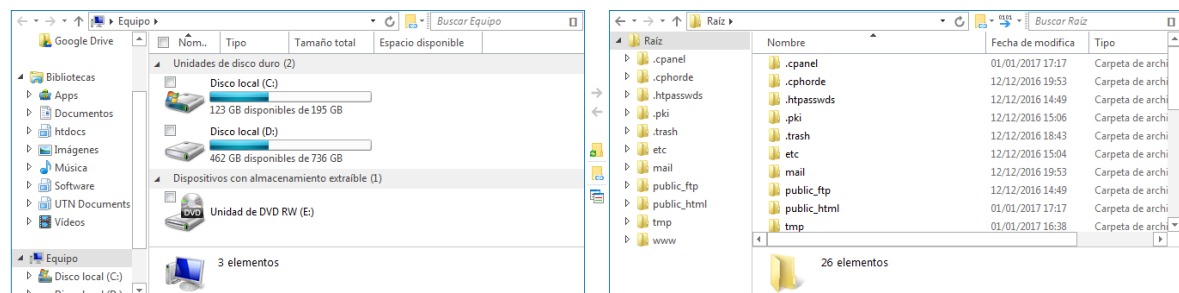 Equipo
Buscar Equipo
Google Drive
Bibliotecas
Apps
Documentos
htdocs
Imágenes
Música
Software
UTN Documents
Vídeos
Equipo
Disco local (C:)
Nom.. Tipo Tamaño total Espacio disponible
Unidades de disco duro (2)
Disco local (C:)
123 GB disponibles de 195 GB
Disco local (D:)
462 GB disponibles de 736 GB
Dispositivos con almacenamiento extraíble (1)
DVD
Unidad de DVD RW (E:)
3 elementos
Raíz
0101
Buscar Raíz
Raíz
.cpanel
.cphorde
.htpasswds
.pki
.trash
etc
mail
public_ftp
public_html
tmp
www
Nombre Fecha de modifica Tipo
.cpanel 01/01/2017 17:17 Carpeta de archi
.cphorde 12/12/2016 19:53 Carpeta de archi
.htpasswds 12/12/2016 14:49 Carpeta de archi
.pki 12/12/2016 15:06 Carpeta de archi
.trash 12/12/2016 18:43 Carpeta de archi
etc 12/12/2016 15:04 Carpeta de archi
mail 12/12/2016 19:53 Carpeta de archi
public_ftp 12/12/2016 14:49 Carpeta de archi
public_html 01/01/2017 17:17 Carpeta de archi
tmp 01/01/2017 16:38 Carpeta de archi
26 elementos